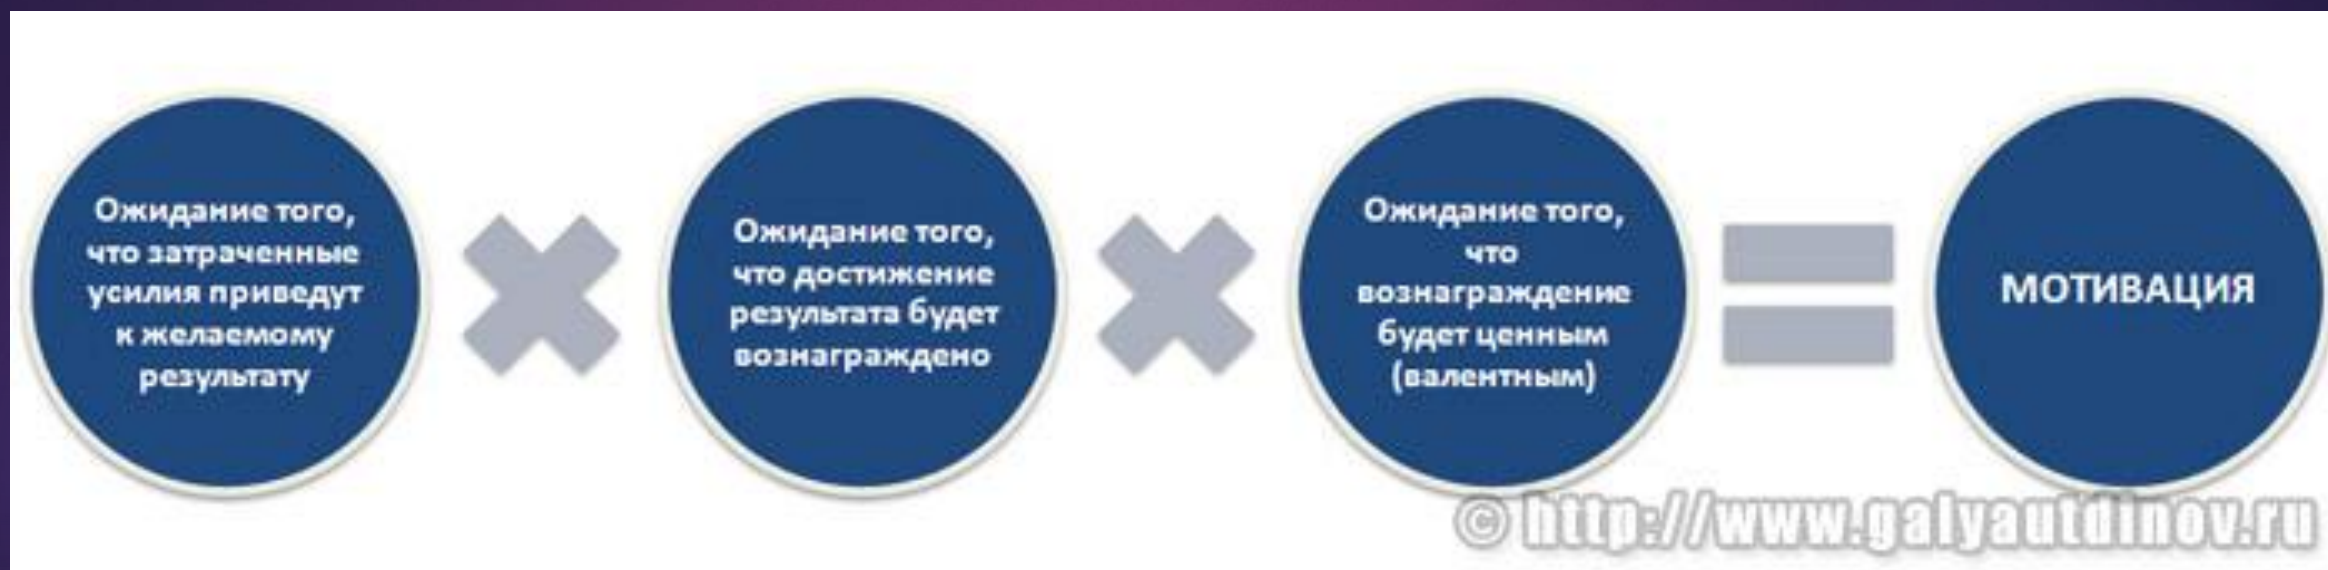 Ожидание того,
что затраченные
усилия приведут
к желаемому
результату
Ожидание того,
что достижение
результата будет
вознаграждено
Ожидание того,
что
вознаграждение
будет ценным
(валентным)
МОТИВАЦИЯ
© http://www.galyautdinov.ru